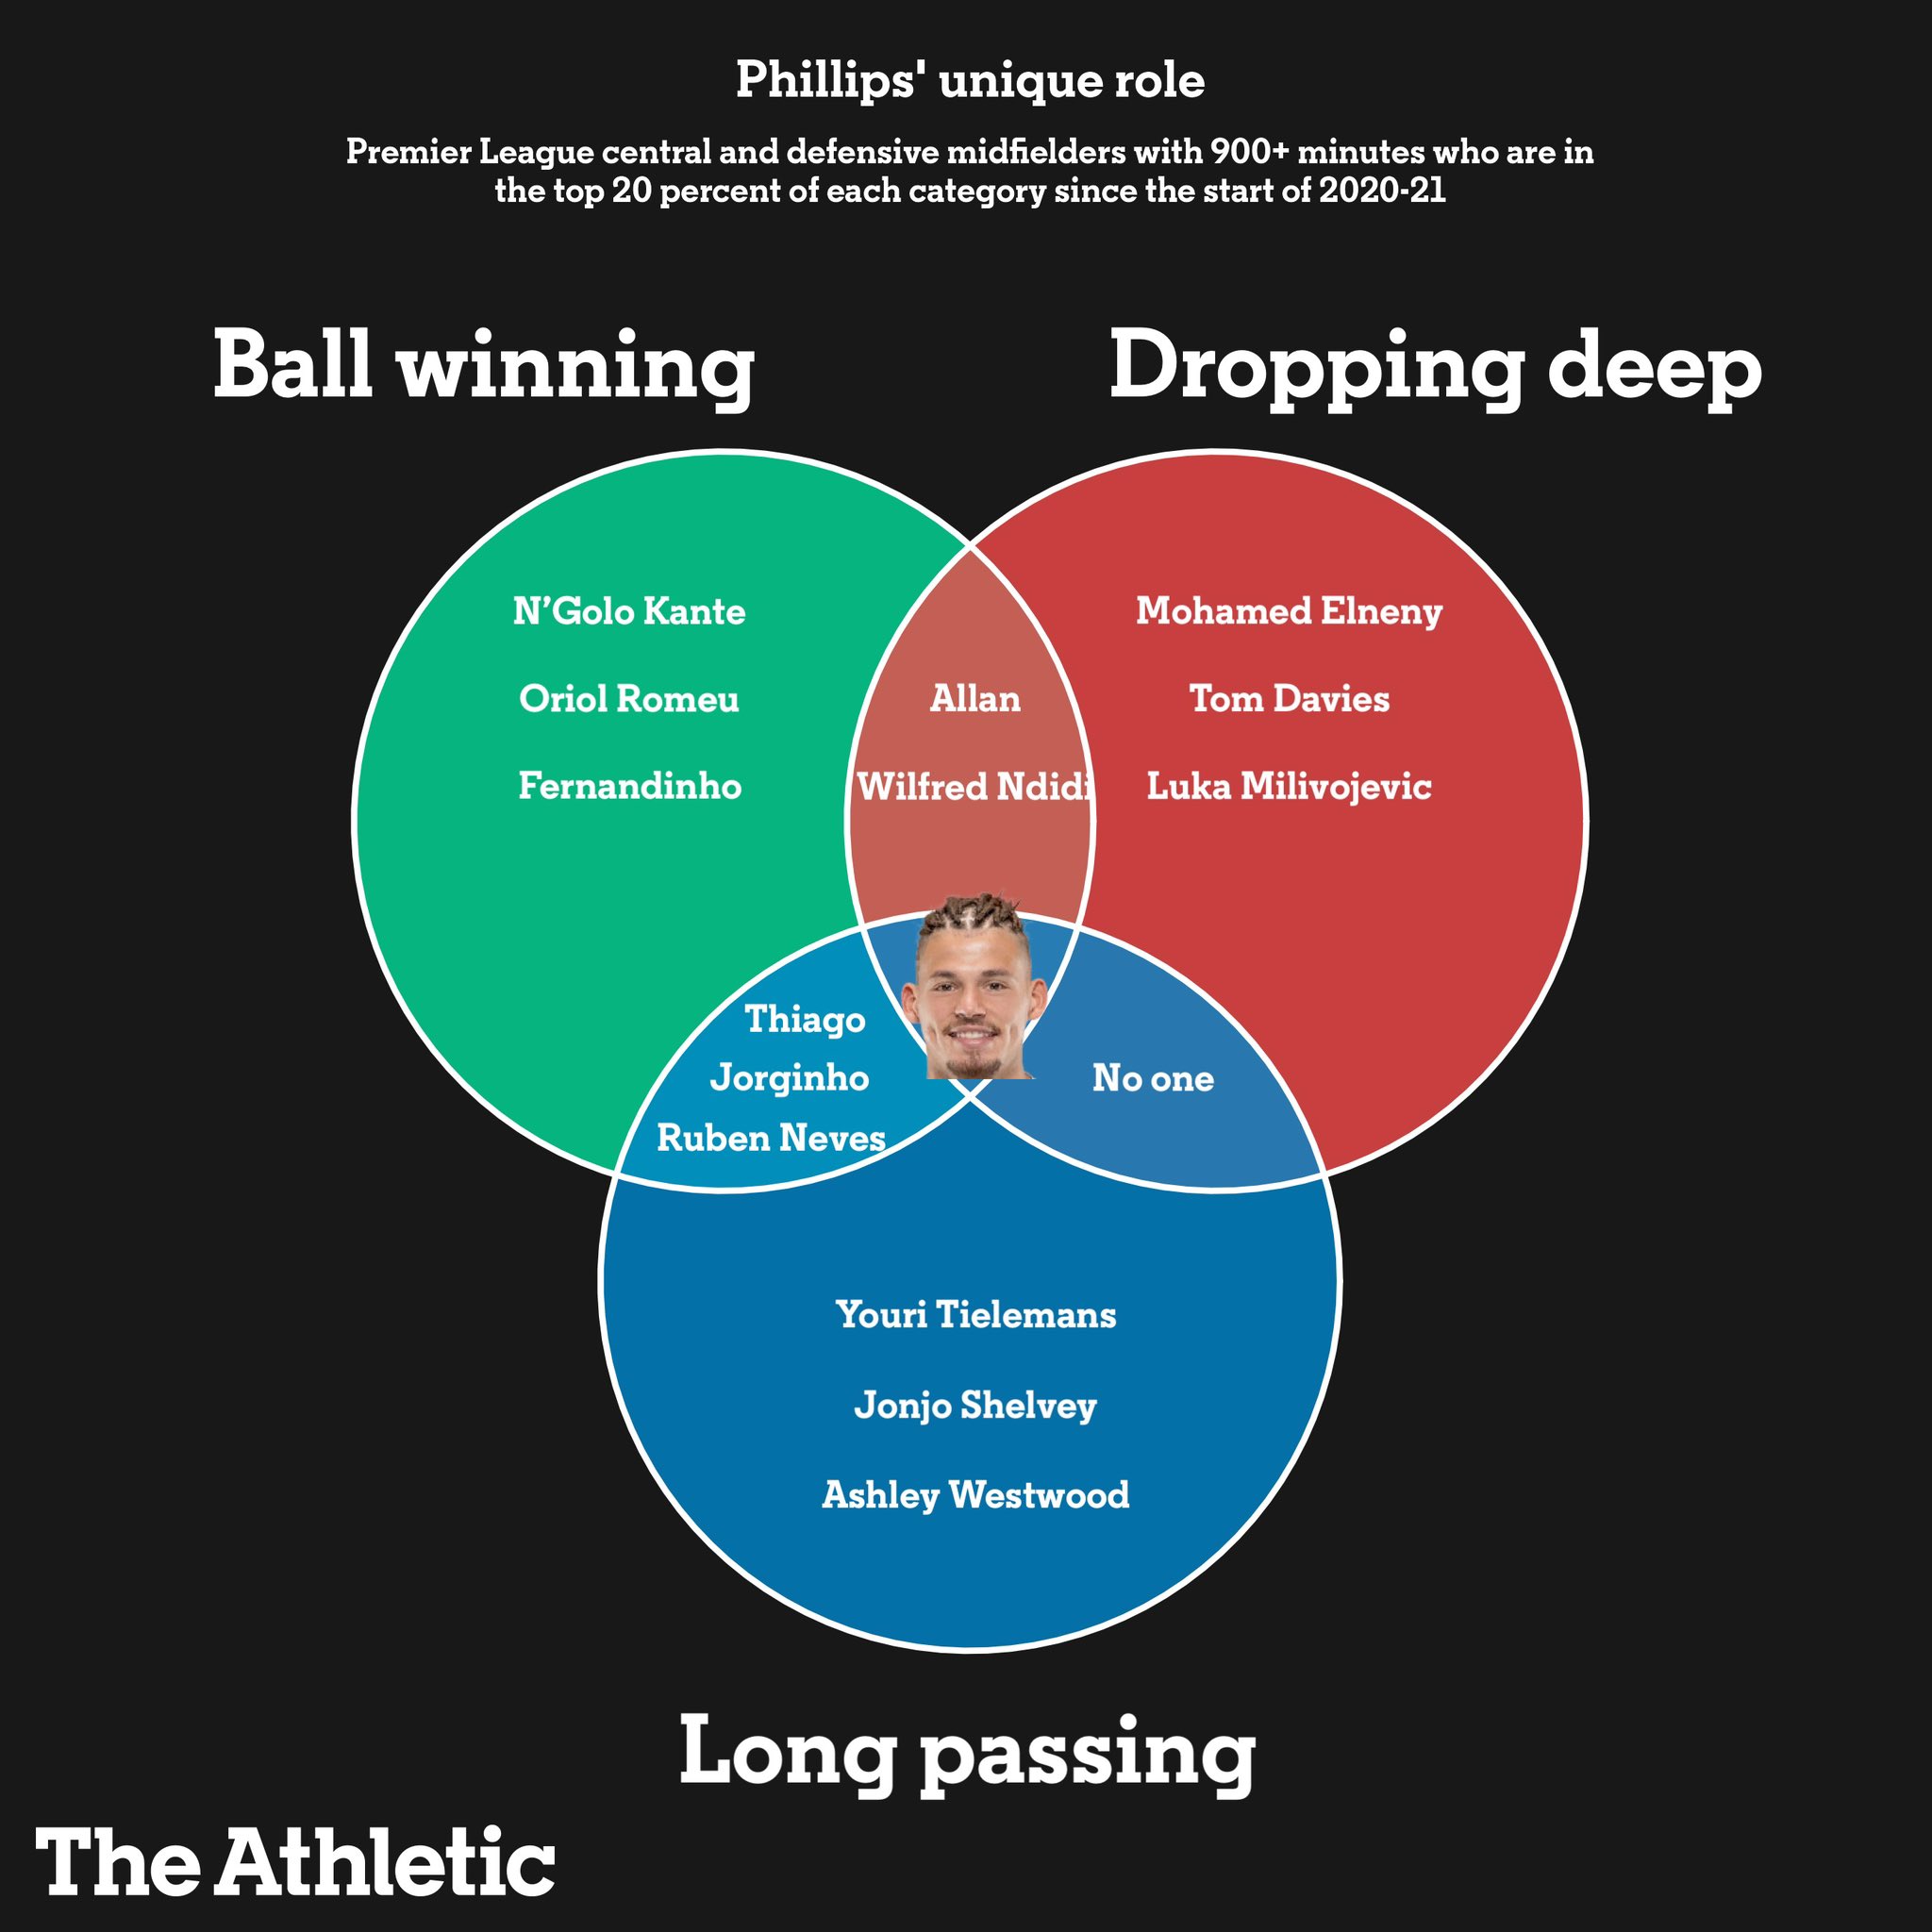 Phillips' unique role
Premier League central and defensive midfielders with 900+ minutes who are in
the top 20 percent of each category since the start of 2020-21
Ball winning
Dropping deep
N’Golo Kante
Oriol Romeu
Fernandinho
Allan
Wilfred Ndidi
Mohamed Elneny
Tom Davies
Luka Milivojevic
Thiago
Jorginho
Ruben Neves
No one
Youri Tielemans
Jonjo Shelvey
Ashley Westwood
Long passing
The Athletic